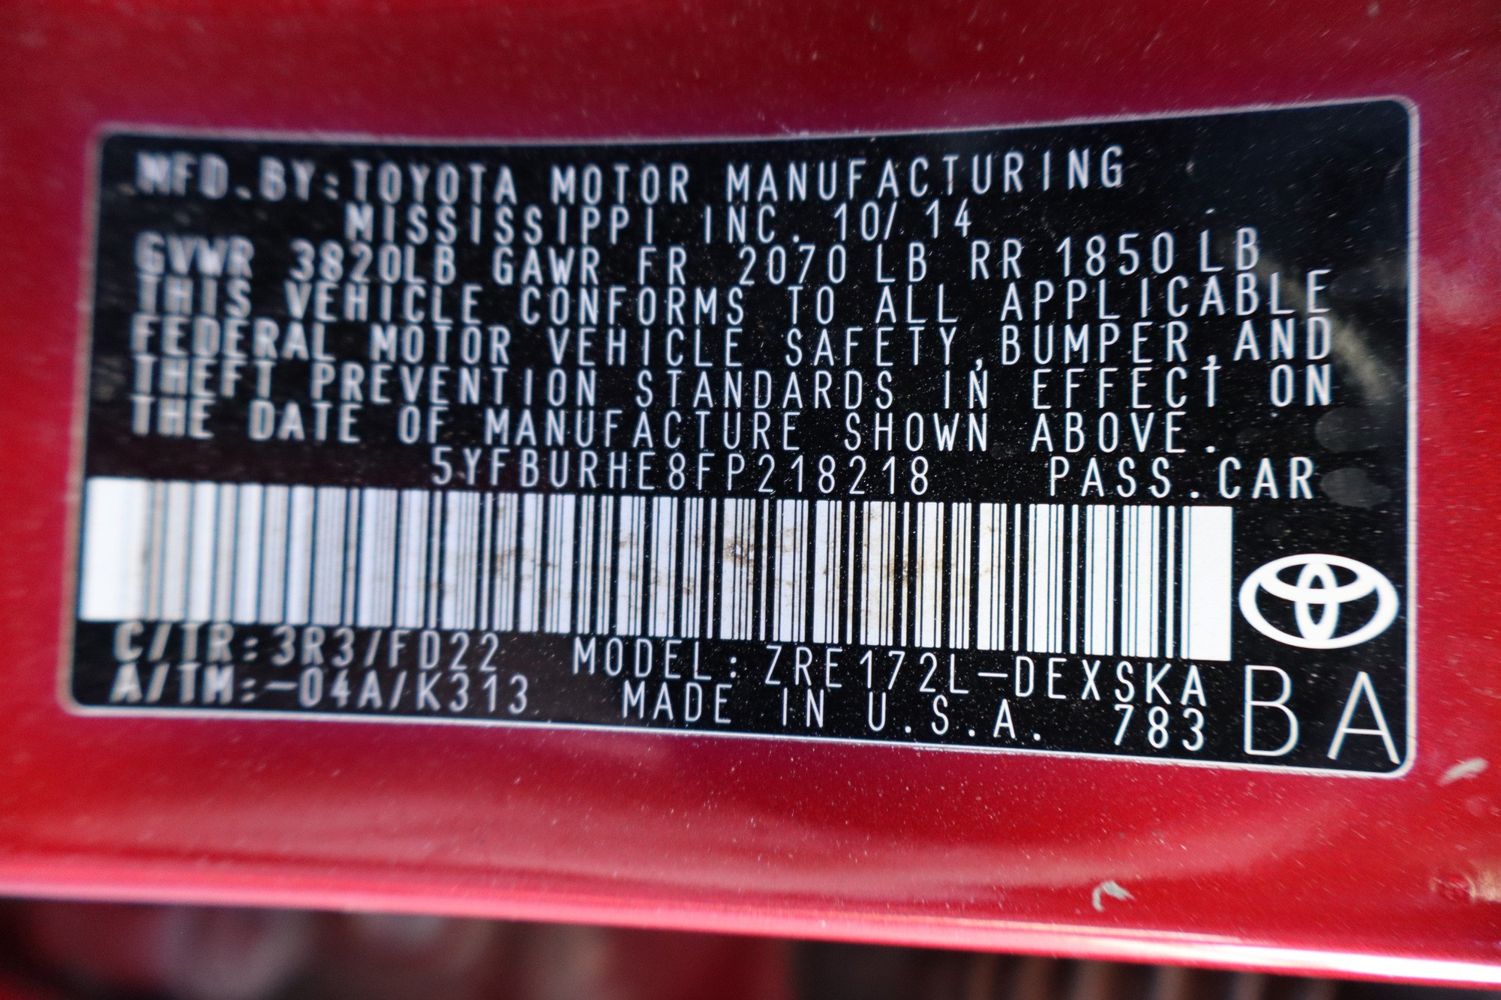 MFD.BY:TOYOTA MOTOR MANUFACTURING
MISSISSIPPI INC. 10/14
GVWR 3820LB GAWR FR 2070 LB RR 1850 LB
THIS VEHICLE CONFORMS TO ALL APPLICABLE
FEDERAL MOTOR VEHICLE SAFETY,BUMPER,AND
THEFT PREVENTION STANDARDS IN EFFECT ON
THE DATE OF MANUFACTURE SHOWN ABOVE.
5YFBURHE8FP218218 PASS.CAR
C/TR:3R3/FD22 MODEL:ZRE172L-DEXSKA
A/TM:-04A/K313 MADE IN U.S.A. 783 BA